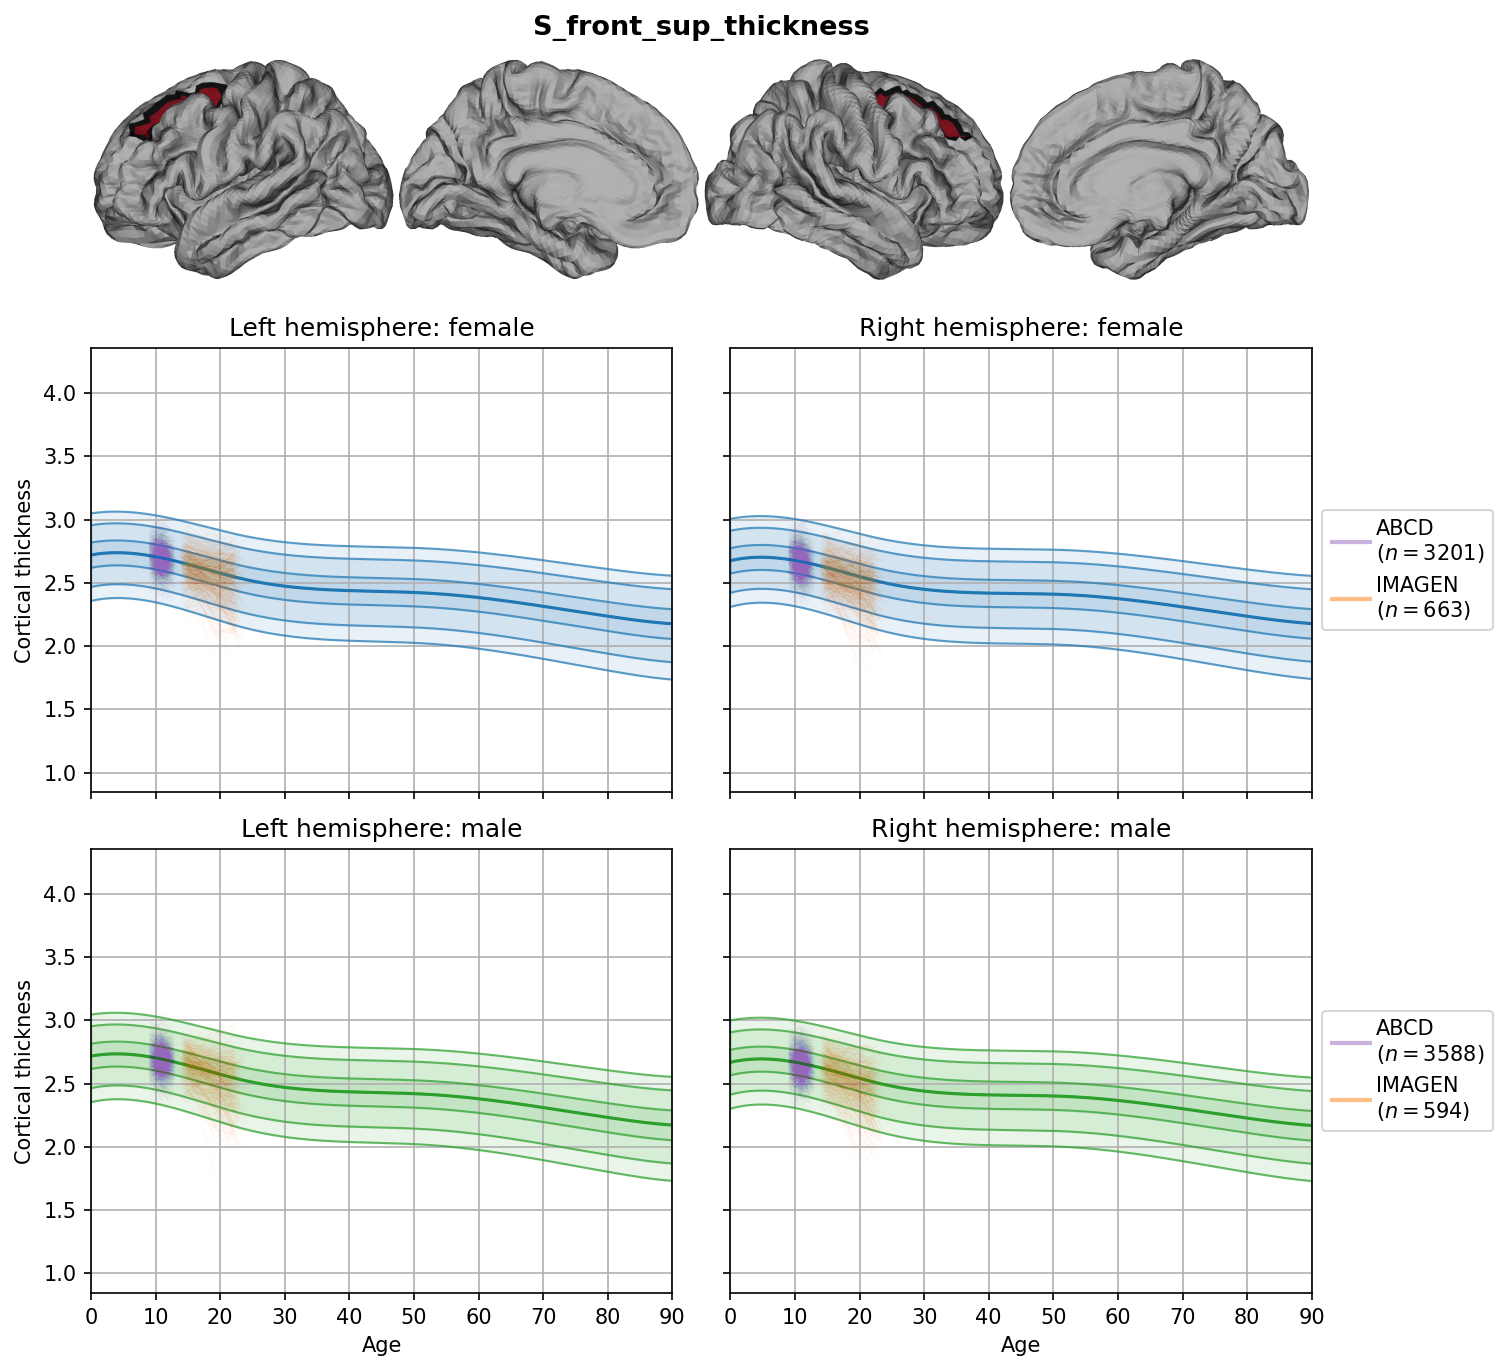 S_front_sup_thickness
Left hemisphere: female
Right hemisphere: female
Cortical thickness
4.0
3.5
3.0
2.5
2.0
1.5
1.0
ABCD
(n = 3201)
IMAGEN
(n = 663)
Left hemisphere: male
Right hemisphere: male
Cortical thickness
4.0
3.5
3.0
2.5
2.0
1.5
1.0
0 10 20 30 40 50 60 70 80 90
Age
0 10 20 30 40 50 60 70 80 90
Age
ABCD
(n = 3588)
IMAGEN
(n = 594)